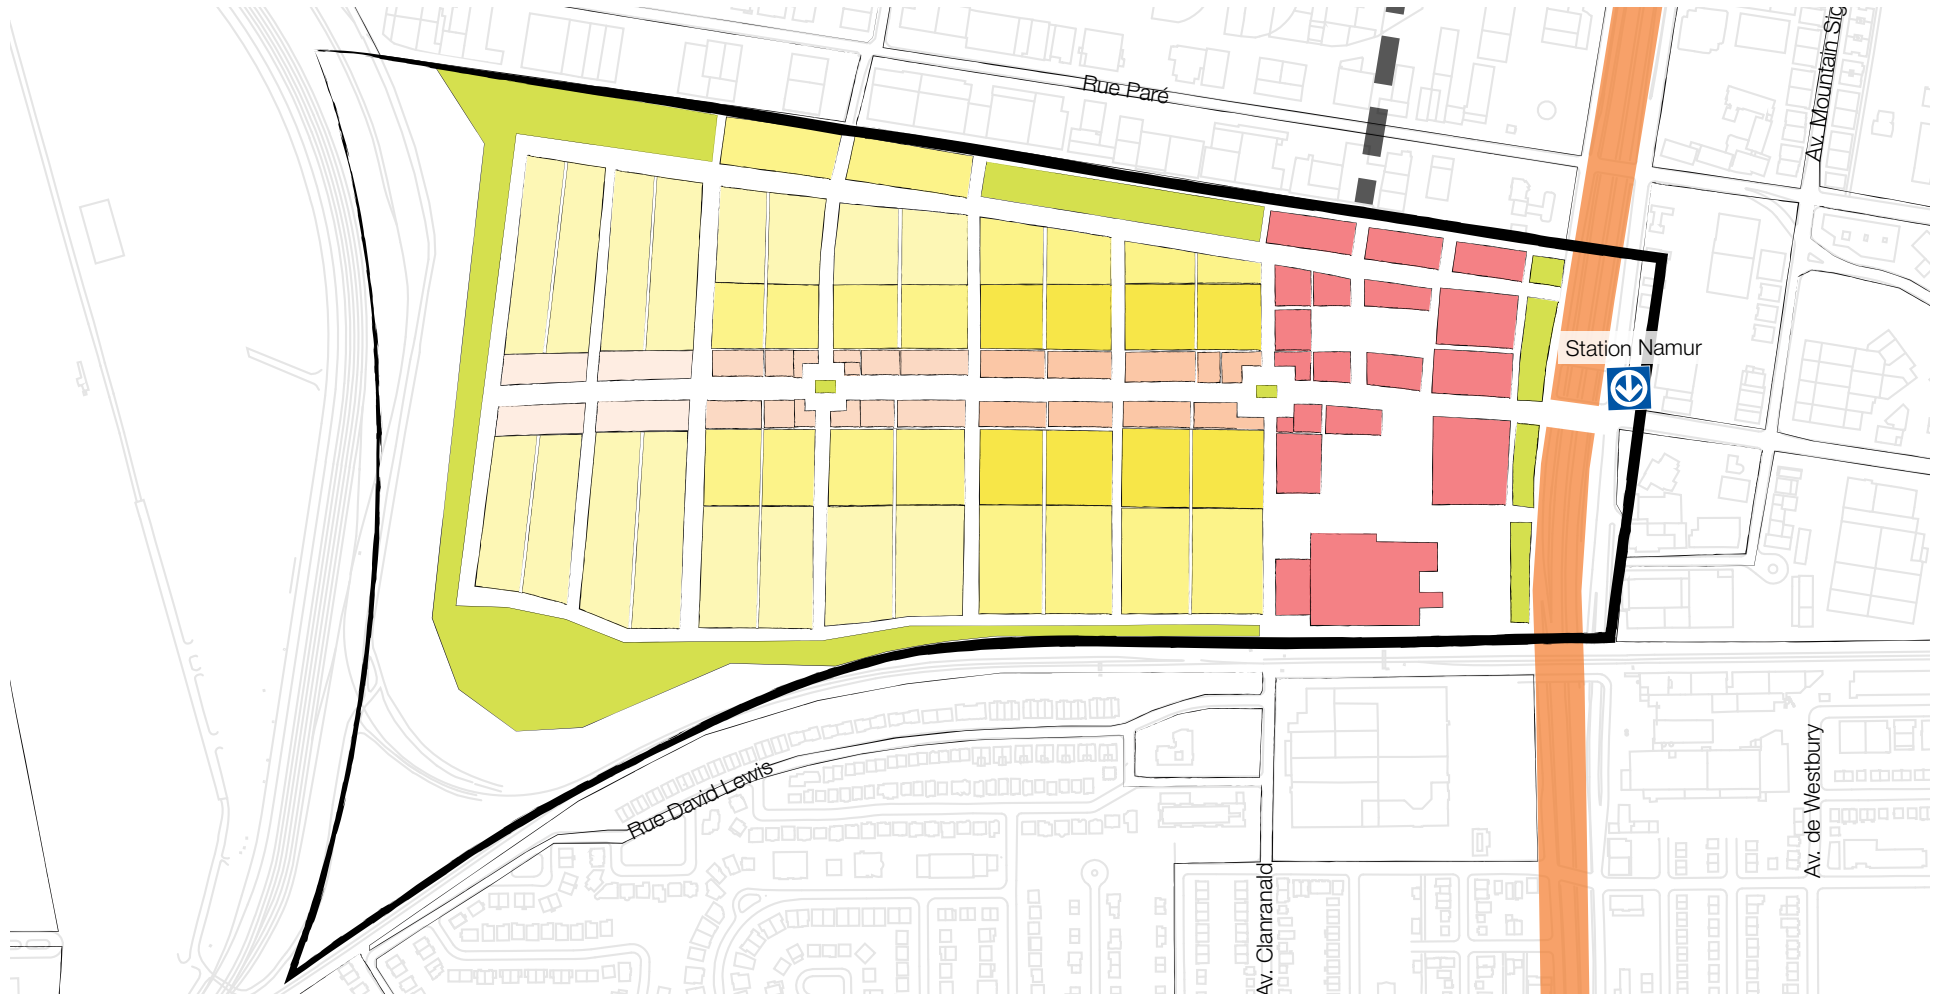 Rue Paré
Av. Mountain Sig
Station Namur
Rue David Lewis
Av. de Westbury
Av. Clanranald